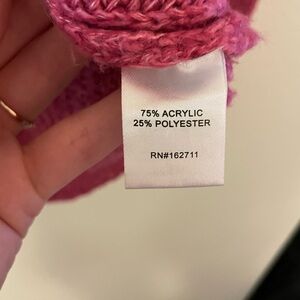 75% ACRYLIC
25% POLYESTER
RN#162711